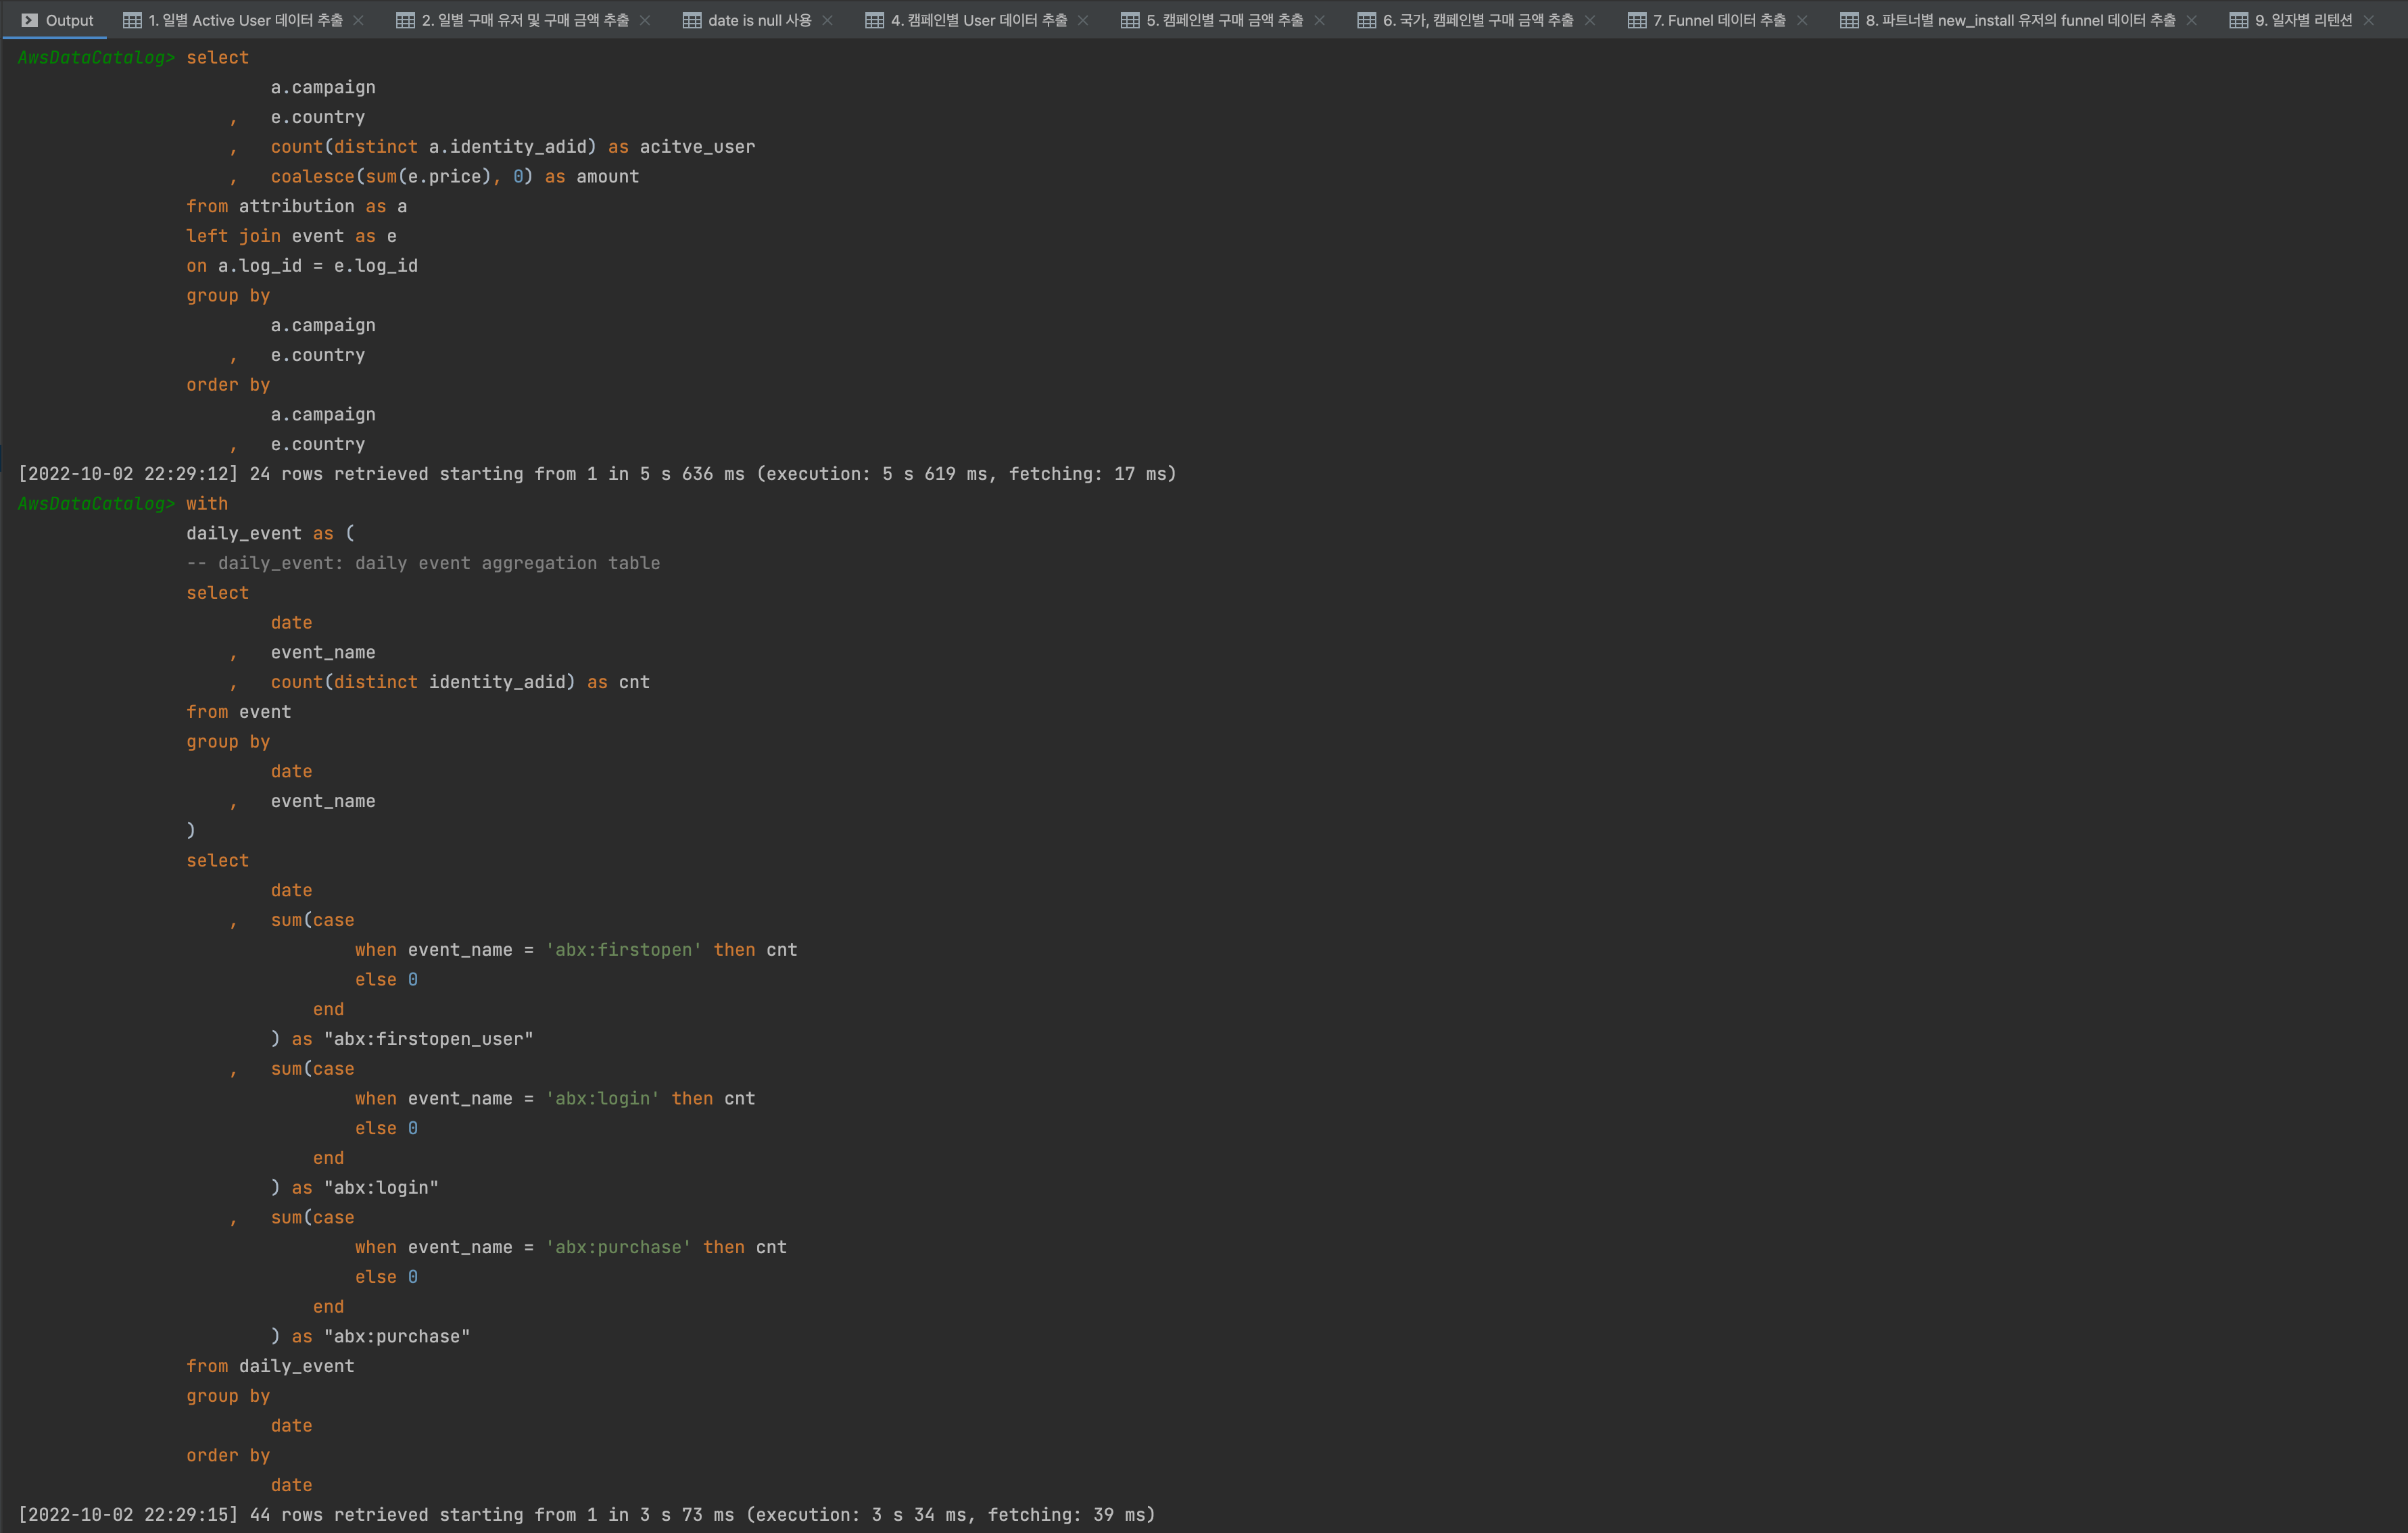 Output 1. 일별 Active User 데이터 추출 2. 일별 구매 유저 및 구매 금액 추출 date is null 사용 4. 캠페인별 User 데이터 추출 5. 캠페인별 구매 금액 추출 6. 국가, 캠페인별 구매 금액 추출 7. Funnel 데이터 추출 8. 파트너별 new_install 유저의 funnel 데이터 추출 9. 일자별 리텐션
AwsDataCatalog> select
a.campaign
, e.country
, count(distinct a.identity_adid) as acitve_user
, coalesce(sum(e.price), 0) as amount
from attribution as a
left join event as e
on a.log_id = e.log_id
group by
a.campaign
, e.country
order by
a.campaign
, e.country
[2022-10-02 22:29:12] 24 rows retrieved starting from 1 in 5 s 636 ms (execution: 5 s 619 ms, fetching: 17 ms)
AwsDataCatalog> with
daily_event as (
-- daily_event: daily event aggregation table
select
date
, event_name
, count(distinct identity_adid) as cnt
from event
group by
date
, event_name
)
select
date
, sum(case
when event_name = 'abx:firstopen' then cnt
else 0
end
) as "abx:firstopen_user"
, sum(case
when event_name = 'abx:login' then cnt
else 0
end
) as "abx:login"
, sum(case
when event_name = 'abx:purchase' then cnt
else 0
end
) as "abx:purchase"
from daily_event
group by
date
order by
date
[2022-10-02 22:29:15] 44 rows retrieved starting from 1 in 3 s 73 ms (execution: 3 s 34 ms, fetching: 39 ms)